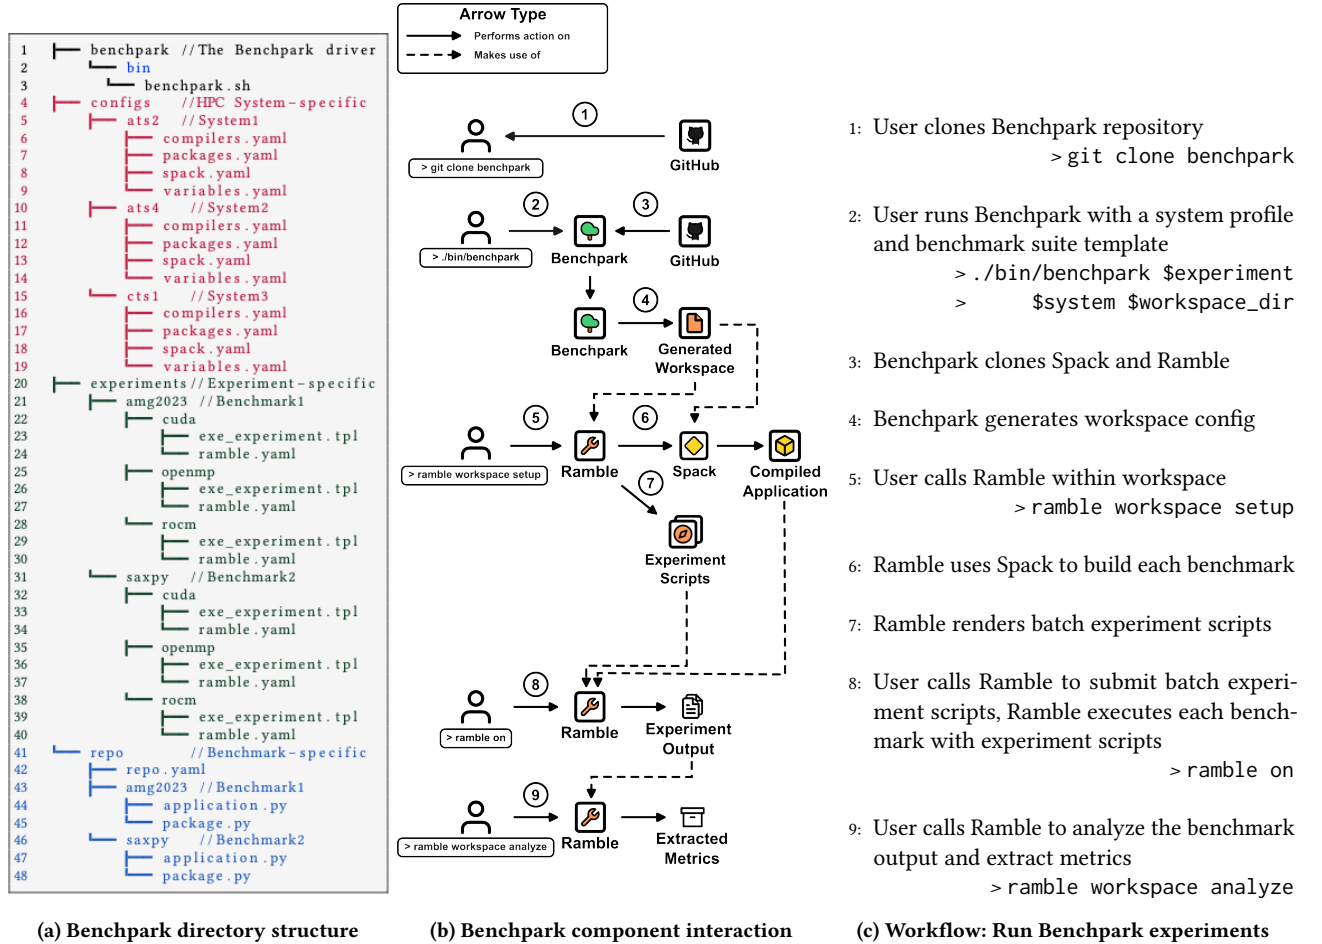 1 benchpark //The Benchpark driver
2 bin
3 benchpark.sh
4 configs //HPC System-specific
5 ats2 //System1
6 compilers.yaml
7 packages.yaml
8 spack.yaml
9 variables.yaml
10 ats4 //System2
11 compilers.yaml
12 packages.yaml
13 spack.yaml
14 variables.yaml
15 cts1 //System3
16 compilers.yaml
17 packages.yaml
18 spack.yaml
19 variables.yaml
20 experiments//Experiment-specific
21 amg2023 //Benchmark1
22 cuda
23 exe_experiment.tpl
24 ramble.yaml
25 openmp
26 exe_experiment.tpl
27 ramble.yaml
28 rocm
29 exe_experiment.tpl
30 ramble.yaml
31 saxpy //Benchmark2
32 cuda
33 exe_experiment.tpl
34 ramble.yaml
35 openmp
36 exe_experiment.tpl
37 ramble.yaml
38 rocm
39 exe_experiment.tpl
40 ramble.yaml
41 repo //Benchmark-specific
42 repo.yaml
43 amg2023 //Benchmark1
44 application.py
45 package.py
46 saxpy //Benchmark2
47 application.py
48 package.py
(a) Benchpark directory structure
Arrow Type
Performs action on
Makes use of
1
> git clone benchpark
GitHub
2
3
> ./bin/benchpark
Benchpark
GitHub
4
Benchpark
Generated
Workspace
5
6
> ramble workspace setup
Ramble
Spack
Compiled
Application
7
Experiment
Scripts
8
> ramble on
Ramble
Experiment
Output
9
> ramble workspace analyze
Ramble
Extracted
Metrics
(b) Benchpark component interaction
1: User clones Benchpark repository
> git clone benchpark
2: User runs Benchpark with a system profile
and benchmark suite template
> ./bin/benchpark $experiment
> $system $workspace_dir
3: Benchpark clones Spack and Ramble
4: Benchpark generates workspace config
5: User calls Ramble within workspace
> ramble workspace setup
6: Ramble uses Spack to build each benchmark
7: Ramble renders batch experiment scripts
8: User calls Ramble to submit batch experi-
ment scripts, Ramble executes each bench-
mark with experiment scripts
> ramble on
9: User calls Ramble to analyze the benchmark
output and extract metrics
> ramble workspace analyze
(c) Workflow: Run Benchpark experiments